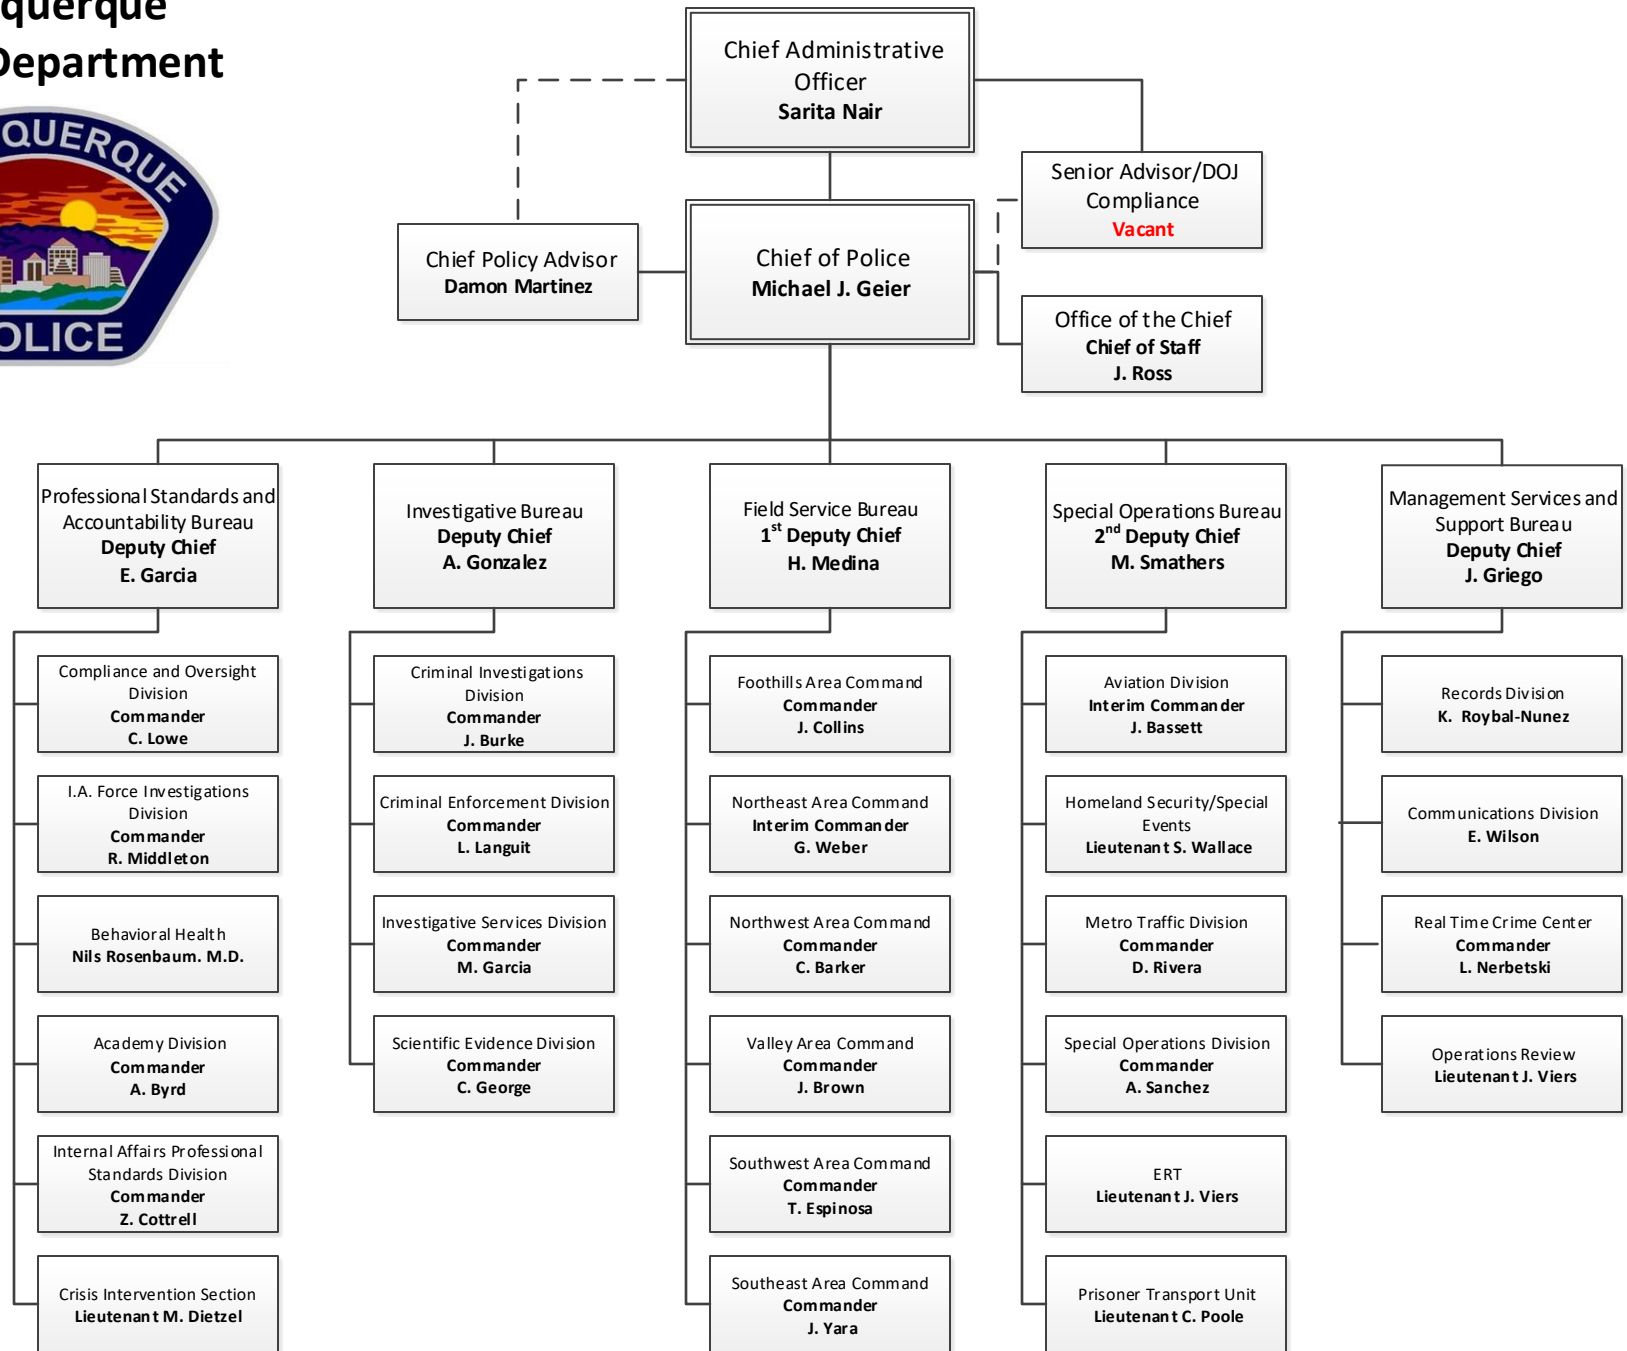 querque
Department
QUERQUE
OLICE
Chief Administrative
Officer
Sarita Nair
Senior Advisor/DOJ
Compliance
Vacant
Chief Policy Advisor
Damon Martinez
Chief of Police
Michael J. Geier
Office of the Chief
Chief of Staff
J. Ross
Professional Standards and
Accountability Bureau
Deputy Chief
E. Garcia
Investigative Bureau
Deputy Chief
A. Gonzalez
Field Service Bureau
1st Deputy Chief
H. Medina
Special Operations Bureau
2nd Deputy Chief
M. Smathers
Management Services and
Support Bureau
Deputy Chief
J. Griego
Compliance and Oversight
Division
Commander
C. Lowe
I.A. Force Investigations
Division
Commander
R. Middleton
Behavioral Health
Nils Rosenbaum. M.D.
Academy Division
Commander
A. Byrd
Internal Affairs Professional
Standards Division
Commander
Z. Cottrell
Crisis Intervention Section
Lieutenant M. Dietzel
Criminal Investigations
Division
Commander
J. Burke
Criminal Enforcement Division
Commander
L. Languit
Investigative Services Division
Commander
M. Garcia
Scientific Evidence Division
Commander
C. George
Foothills Area Command
Commander
J. Collins
Northeast Area Command
Interim Commander
G. Weber
Northwest Area Command
Commander
C. Barker
Valley Area Command
Commander
J. Brown
Southwest Area Command
Commander
T. Espinosa
Southeast Area Command
Commander
J. Yara
Aviation Division
Interim Commander
J. Bassett
Homeland Security/Special
Events
Lieutenant S. Wallace
Metro Traffic Division
Commander
D. Rivera
Special Operations Division
Commander
A. Sanchez
ERT
Lieutenant J. Viers
Prisoner Transport Unit
Lieutenant C. Poole
Records Division
K. Roybal-Nunez
Communications Division
E. Wilson
Real Time Crime Center
Commander
L. Nerbetski
Operations Review
Lieutenant J. Viers